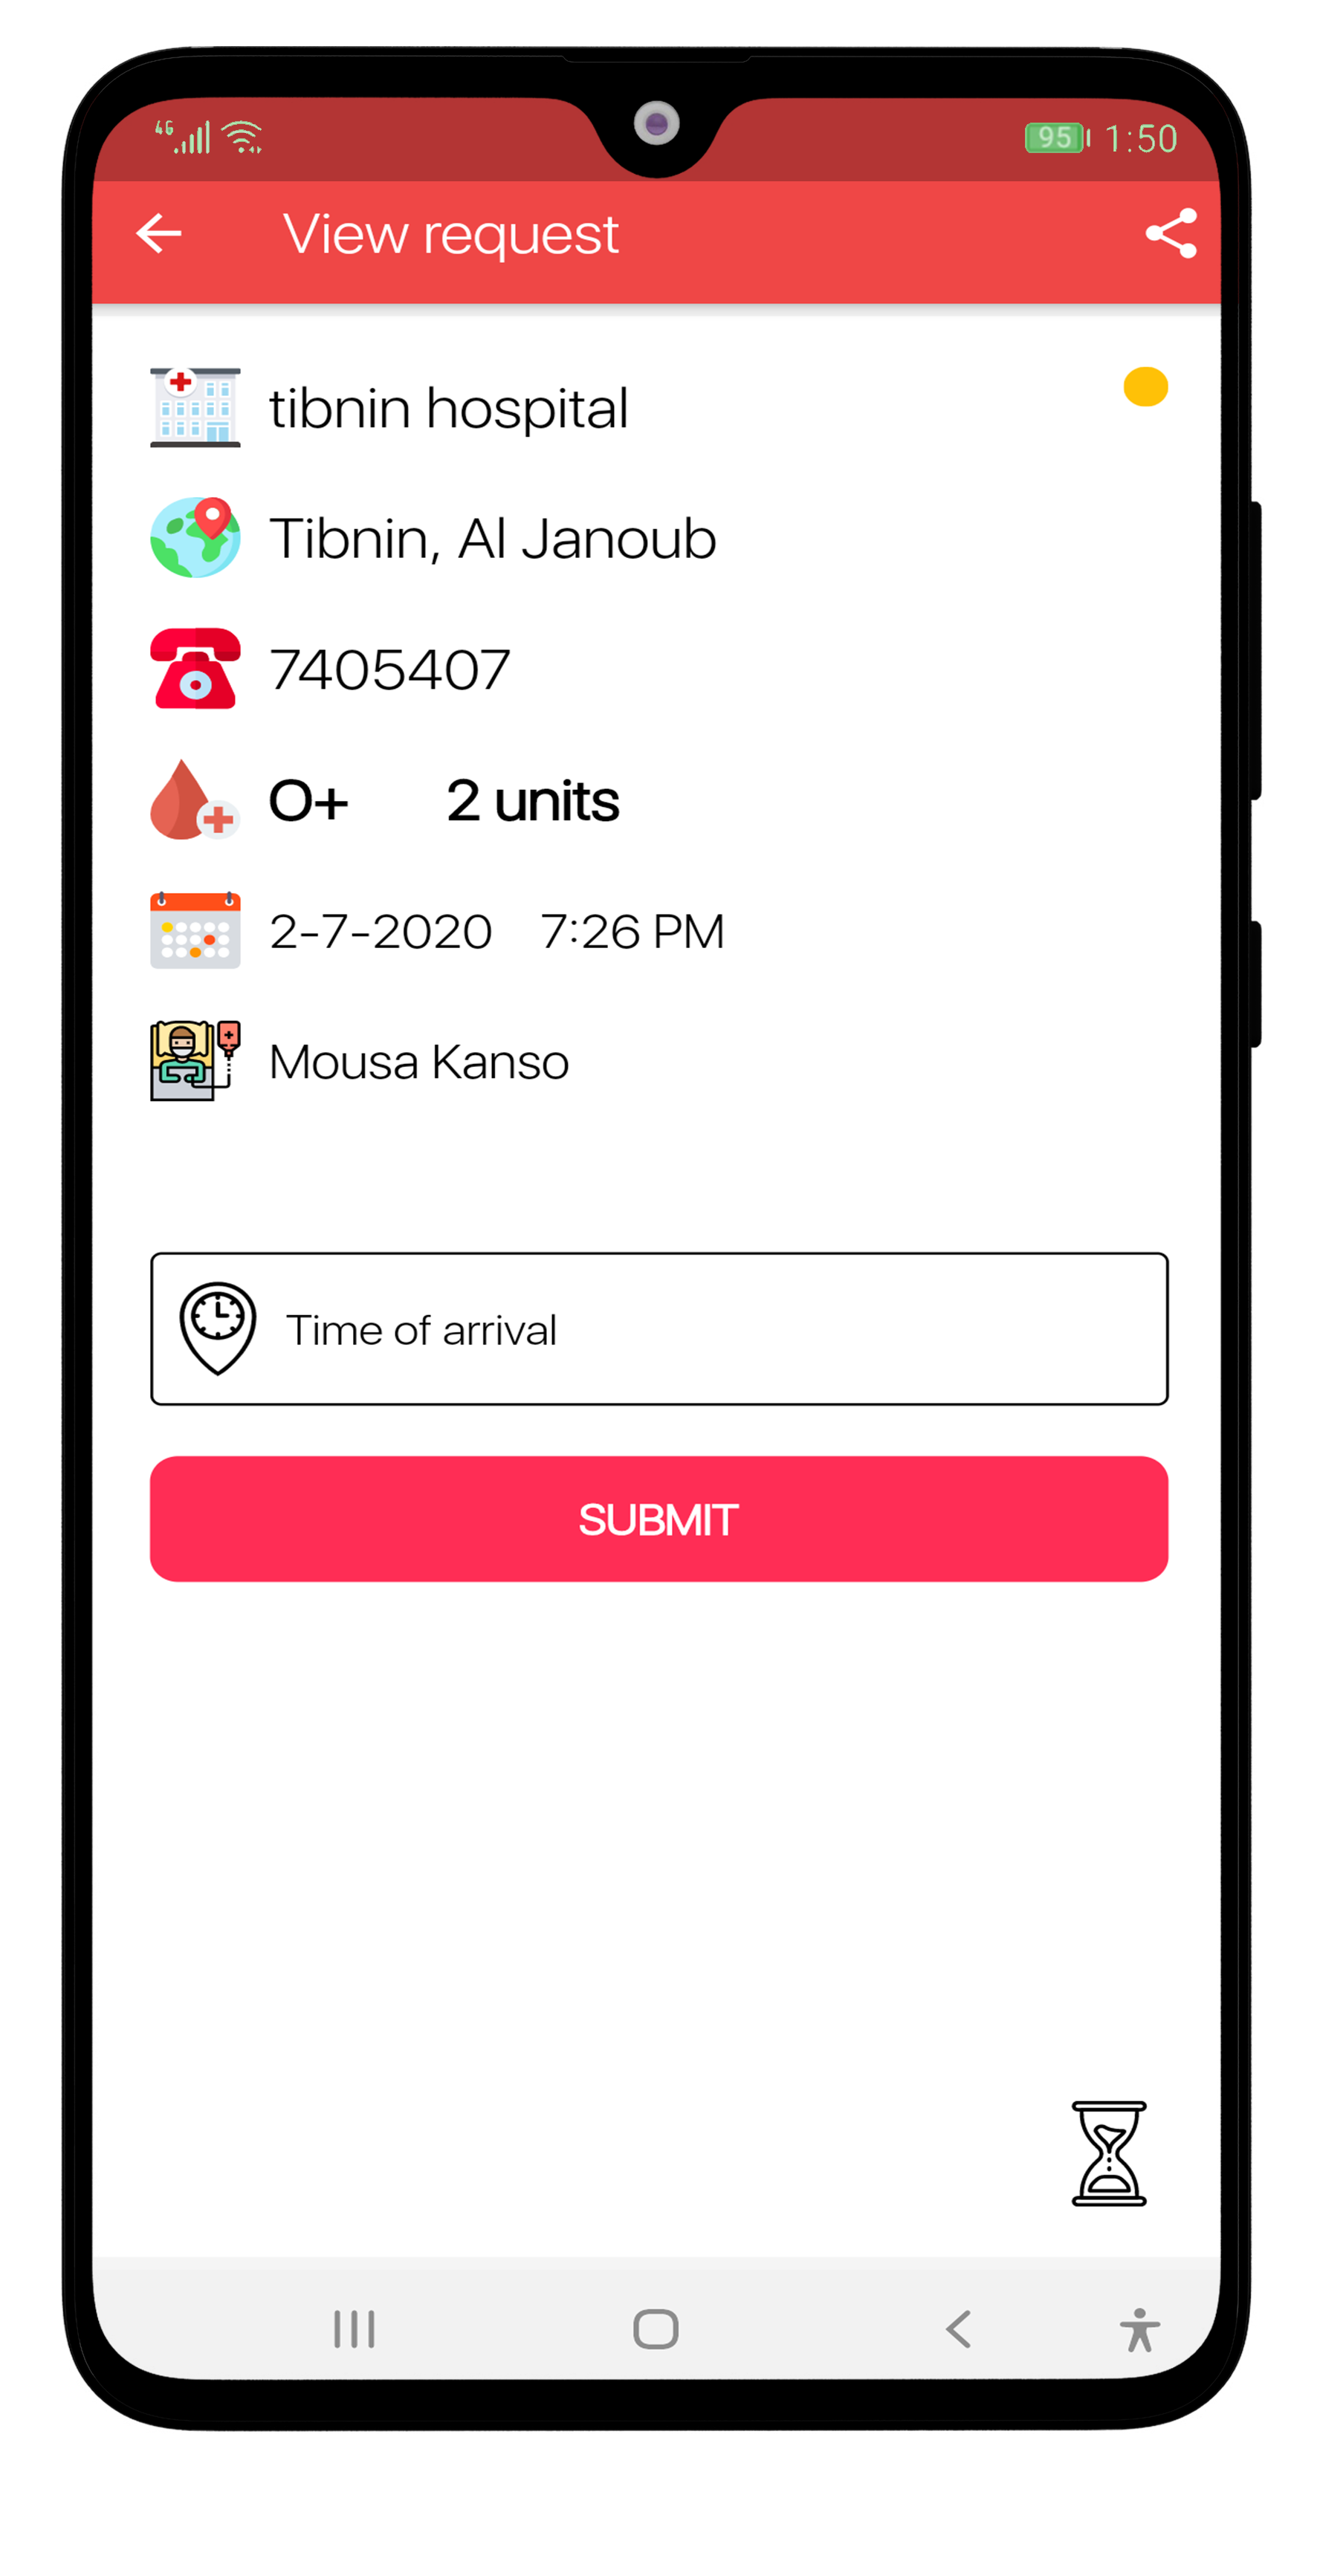 4G 95 1:50
View request
tibnin hospital
Tibnin, Al Janoub
7405407
O+ 2 units
2-7-2020 7:26 PM
Mousa Kanso
Time of arrival
SUBMIT